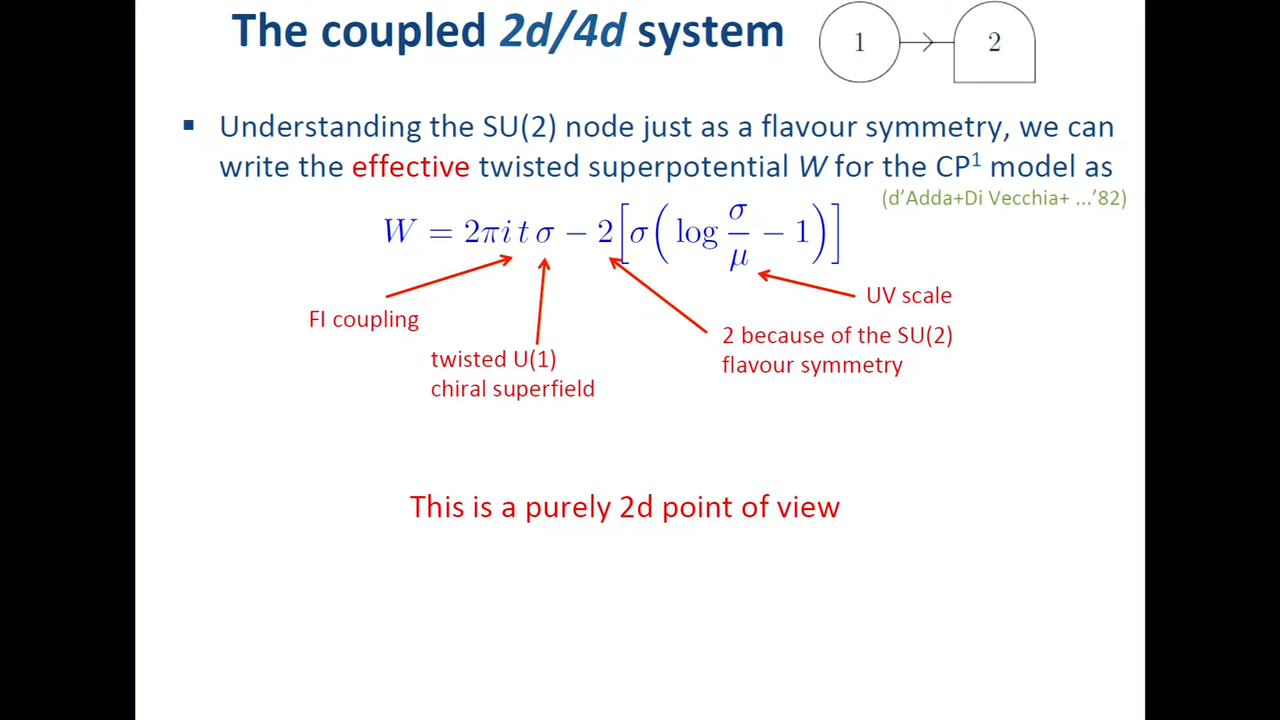 The coupled 2d/4d system
1 2
▪ Understanding the SU(2) node just as a flavour symmetry, we can
write the effective twisted superpotential W for the CP¹ model as
(d'Adda+Di Vecchia+ ...'82)
W = 2πi t σ − 2[σ(log σ/μ − 1)]
UV scale
FI coupling
2 because of the SU(2)
flavour symmetry
twisted U(1)
chiral superfield
This is a purely 2d point of view